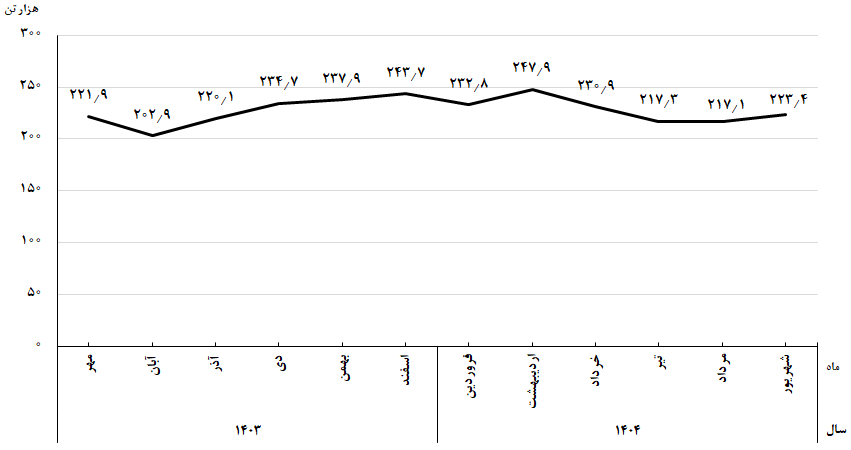 هزارتن
۳۰۰
۲۵۰
۲۰۰
۱۵۰
۱۰۰
۵۰
۰
۲۲۱٫۹
۲۰۲٫۹
۲۲۰٫۱
۲۳۴٫۷
۲۳۷٫۹
۲۴۳٫۷
۲۳۲٫۸
۲۴۷٫۹
۲۳۰٫۹
۲۱۷٫۳
۲۱۷٫۱
۲۲۳٫۴
مهر
آبان
آذر
دی
بهمن
اسفند
فروردین
اردیبهشت
خرداد
تیر
مرداد
شهریور
ماه
۱۴۰۳
۱۴۰۴
سال